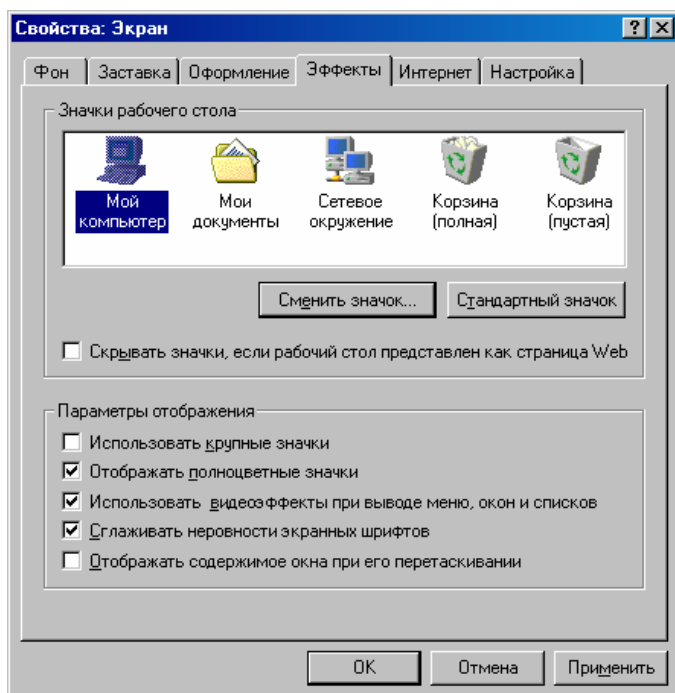 Свойства: Экран
Фон Заставка Оформление Эффекты Интернет Настройка
Значки рабочего стола
Мой компьютер
Мои документы
Сетевое окружение
Корзина (полная)
Корзина (пустая)
Сменить значок... Стандартный значок
Скрывать значки, если рабочий стол представлен как страница Web
Параметры отображения
Использовать крупные значки
Отображать полноцветные значки
Использовать видеоэффекты при выводе меню, окон и списков
Сглаживать неровности экранных шрифтов
Отображать содержимое окна при его перетаскивании
OK Отмена Применить